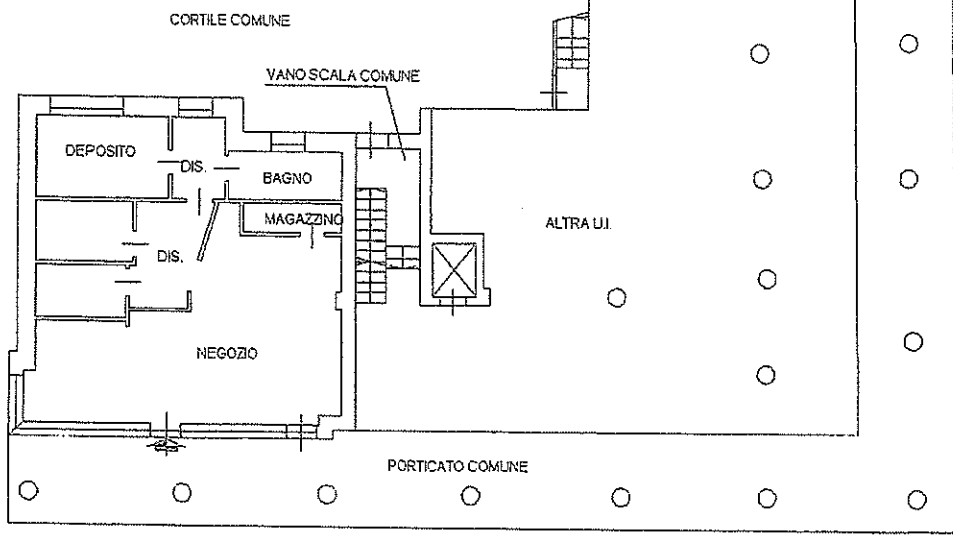 CORTILE COMUNE
VANO SCALA COMUNE
DEPOSITO
DIS.
BAGNO
MAGAZZINO
ALTRA U.I.
DIS.
NEGOZIO
PORTICATO COMUNE